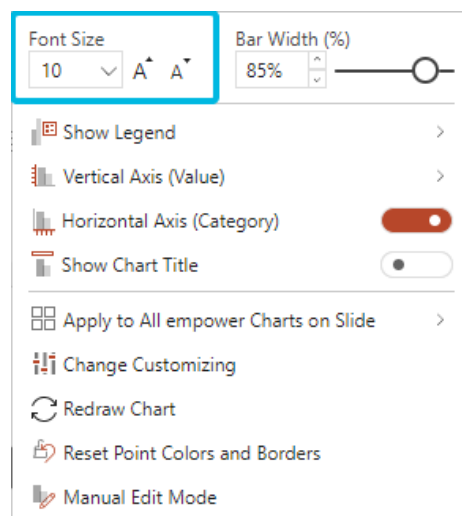 Font Size
Bar Width (%)
10 A A
85%
Show Legend
Vertical Axis (Value)
Horizontal Axis (Category)
Show Chart Title
Apply to All empower Charts on Slide
Change Customizing
Redraw Chart
Reset Point Colors and Borders
Manual Edit Mode